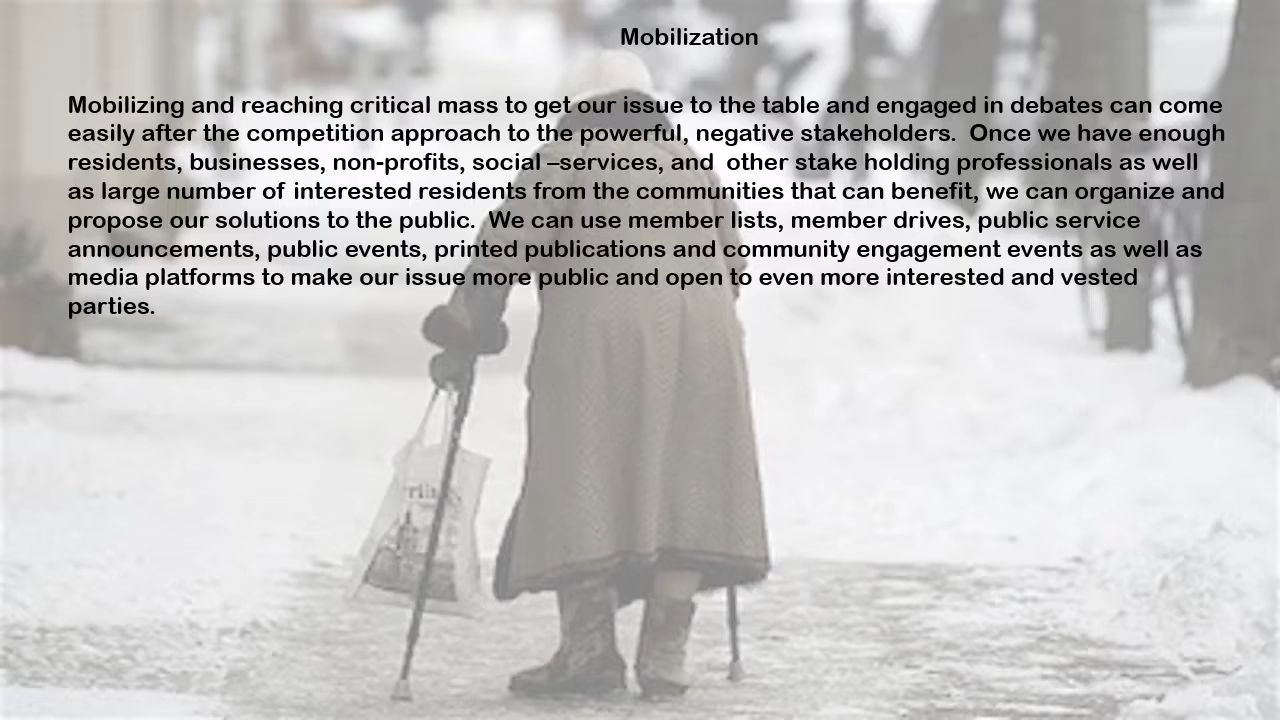 Mobilization
Mobilizing and reaching critical mass to get our issue to the table and engaged in debates can come
easily after the competition approach to the powerful, negative stakeholders.  Once we have enough
residents, businesses, non-profits, social –services, and  other stake holding professionals as well
as large number of interested residents from the communities that can benefit, we can organize and
propose our solutions to the public.  We can use member lists, member drives, public service
announcements, public events, printed publications and community engagement events as well as
media platforms to make our issue more public and open to even more interested and vested
parties.